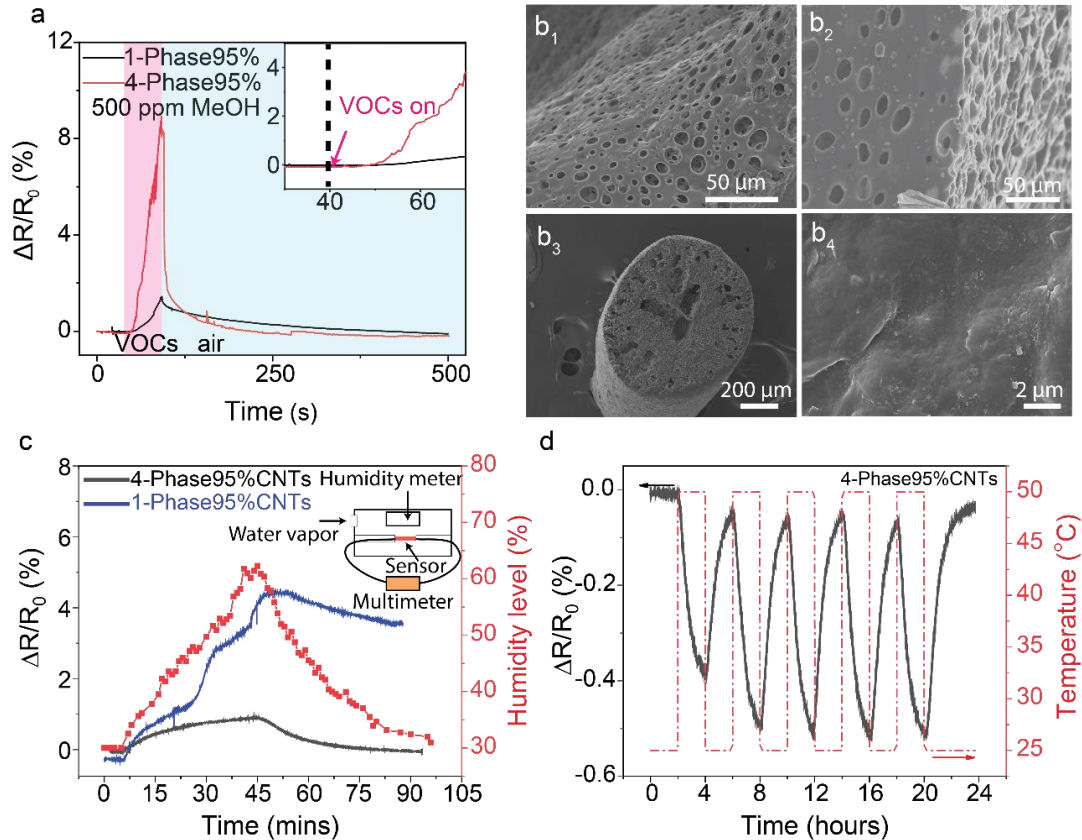 a
12
8
4
0
ΔR/R0 (%)
1-Phase95%
4-Phase95%
500 ppm MeOH
4
2
0
VOCs on
40
60
VOCs air
0
250
500
Time (s)
b1
50 µm
b2
50 µm
b3
200 µm
b4
2 µm
c
8
6
4
2
0
ΔR/R0 (%)
4-Phase95%CNTs
1-Phase95%CNTs
Humidity meter
Water vapor
Sensor
Multimeter
80
70
60
50
40
30
Humidity level (%)
0
15
30
45
60
75
90
105
Time (mins)
d
0.0
-0.2
-0.4
-0.6
ΔR/R0 (%)
4-Phase95%CNTs
50
45
40
35
30
25
Temperature (°C)
0
4
8
12
16
20
24
Time (hours)